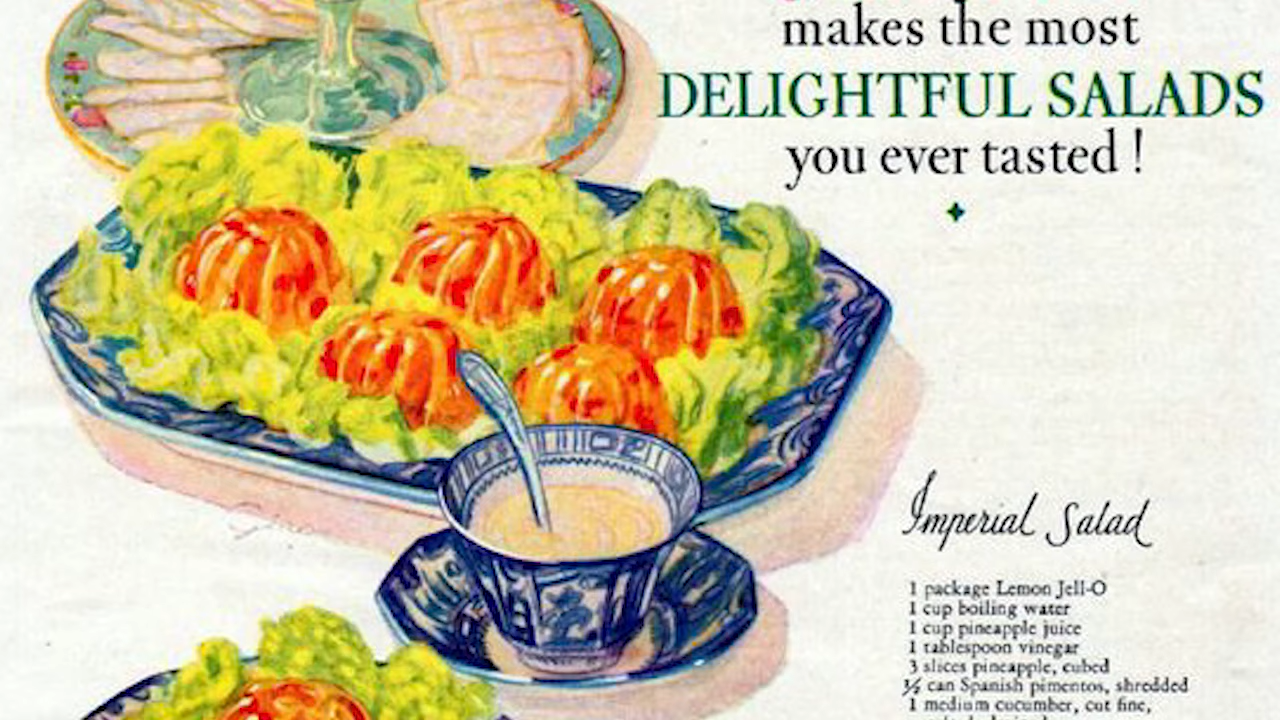 makes the most
DELIGHTFUL SALADS
you ever tasted!
Imperial Salad
1 package Lemon Jell-O
1 cup boiling water
1 cup pineapple juice
1 tablespoon vinegar
3 slices pineapple, cubed
½ can Spanish pimentos, shredded
1 medium cucumber, cut fine,